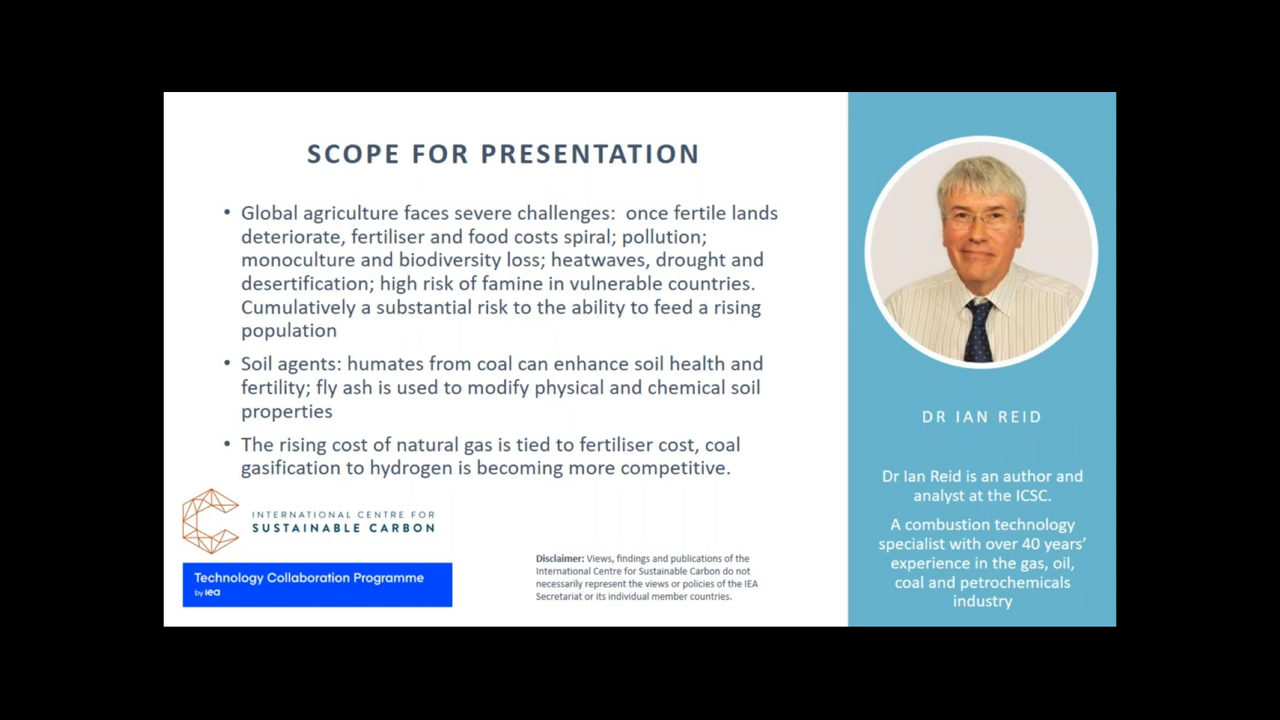 SCOPE FOR PRESENTATION
• Global agriculture faces severe challenges:  once fertile lands
deteriorate, fertiliser and food costs spiral; pollution;
monoculture and biodiversity loss; heatwaves, drought and
desertification; high risk of famine in vulnerable countries.
Cumulatively a substantial risk to the ability to feed a rising
population
• Soil agents: humates from coal can enhance soil health and
fertility; fly ash is used to modify physical and chemical soil
properties
• The rising cost of natural gas is tied to fertiliser cost, coal
gasification to hydrogen is becoming more competitive.
INTERNATIONAL CENTRE FOR
SUSTAINABLE CARBON
Technology Collaboration Programme
by iea
Disclaimer: Views, findings and publications of the
International Centre for Sustainable Carbon do not
necessarily represent the views or policies of the IEA
Secretariat or its individual member countries.
DR IAN REID
Dr Ian Reid is an author and
analyst at the ICSC.
A combustion technology
specialist with over 40 years’
experience in the gas, oil,
coal and petrochemicals
industry